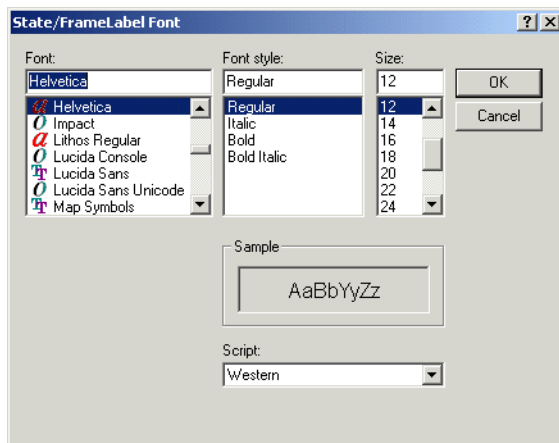 State/FrameLabel Font
Font:
Helvetica
Helvetica
Impact
Lithos Regular
Lucida Console
Lucida Sans
Lucida Sans Unicode
Map Symbols
Font style:
Regular
Regular
Italic
Bold
Bold Italic
Size:
12
12
14
16
18
20
22
24
OK
Cancel
Sample
AaBbYyZz
Script:
Western